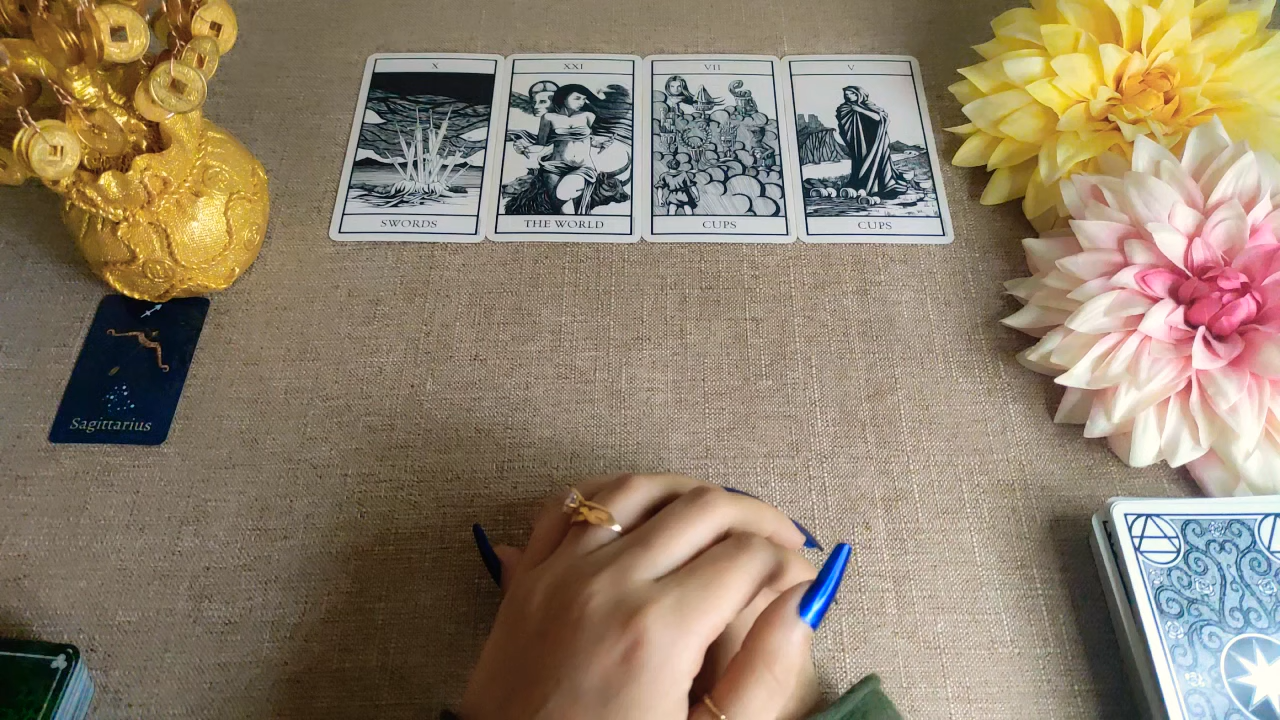 X
SWORDS
XXI
THE WORLD
VII
CUPS
V
CUPS
Sagittarius